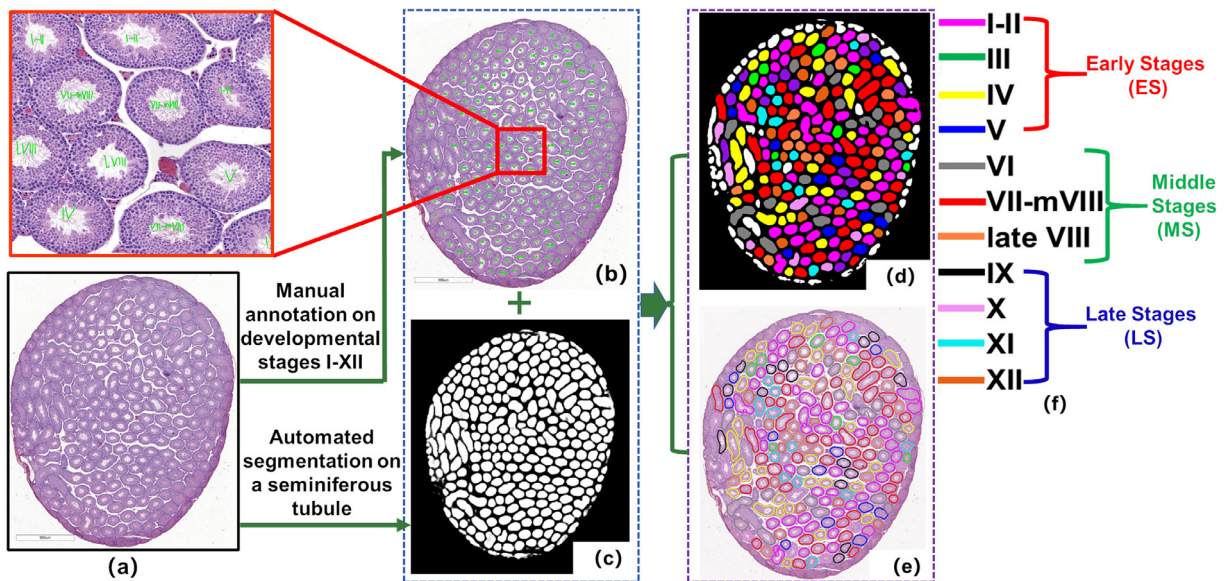 I-II
I-II
VII-mVIII
VII-mVIII
LVIII
LVIII
V
IV
VII-mVIII
(b)
+
Manual
annotation on
developmental
stages I-XII
Automated
segmentation on
a seminiferous
tubule
(a)
(c)
(d)
(e)
I-II
III
IV
V
VI
VII-mVIII
late VIII
IX
X
XI
XII
(f)
Early Stages
(ES)
Middle
Stages
(MS)
Late Stages
(LS)